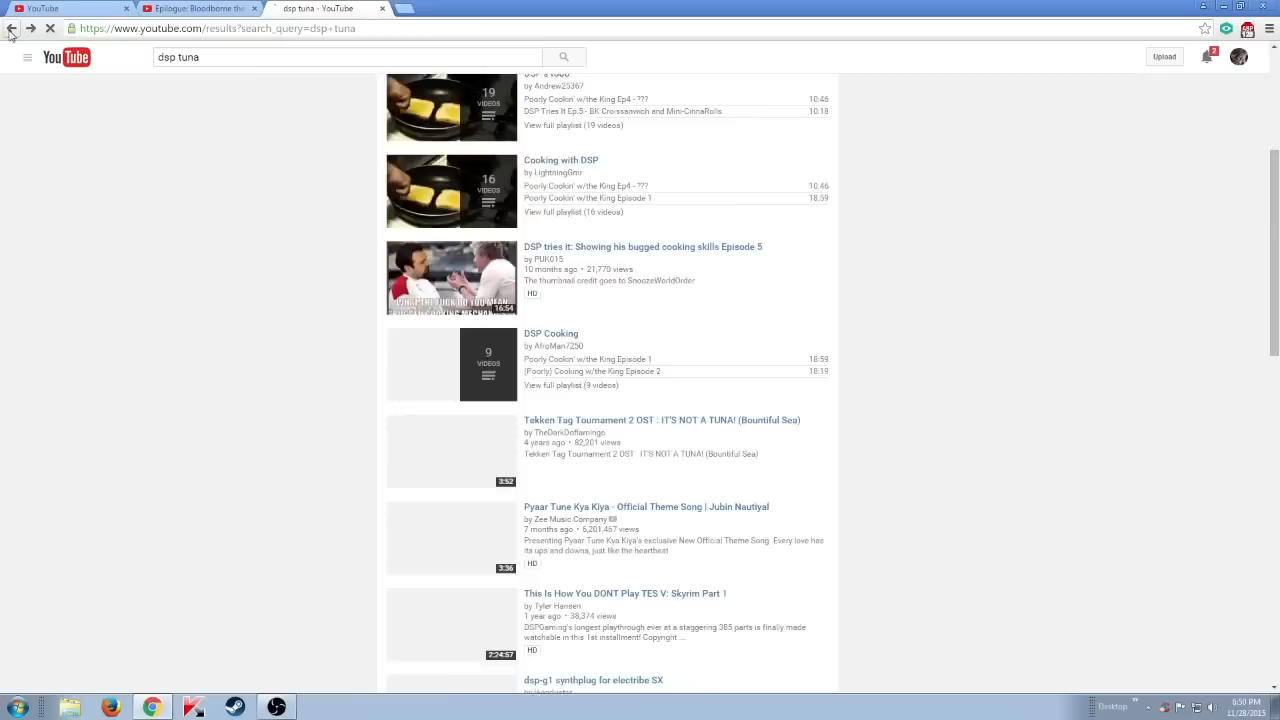 YouTube
Epilogue: Bloodborne the
dsp tuna - YouTube
https://www.youtube.com/results?search_query=dsp+tuna
YouTube
dsp tuna
Upload
2
by Andrew25367
19
VIDEOS
Poorly Cookin' w/the King Ep4 - ???
10:46
DSP Tries It Ep.5 - BK Croissanwich and Mini-CinnaRolls
10:18
View full playlist (19 videos)
Cooking with DSP
by LightningGmr
16
VIDEOS
Poorly Cookin' w/the King Ep4 - ???
10:46
Poorly Cookin' w/the King Episode 1
18:59
View full playlist (16 videos)
DSP tries it: Showing his bugged cooking skills Episode 5
by PUK015
10 months ago • 21,770 views
The thumbnail credit goes to SnoozeWorldOrder
HD
WHAT THE FUCK DO YOU MEAN
16:54
DSP Cooking
by AfroMan7250
9
VIDEOS
Poorly Cookin' w/the King Episode 1
18:59
(Poorly) Cooking w/the King Episode 2
18:19
View full playlist (9 videos)
Tekken Tag Tournament 2 OST : IT'S NOT A TUNA! (Bountiful Sea)
by TheDarkDoflamingo
4 years ago • 82,201 views
Tekken Tag Tournament 2 OST IT'S NOT A TUNA! (Bountiful Sea)
3:52
Pyaar Tune Kya Kiya - Official Theme Song | Jubin Nautiyal
by Zee Music Company
7 months ago • 6,201,467 views
Presenting Pyaar Tune Kya Kiya's exclusive New Official Theme Song. Every love has
its ups and downs, just like the heartbeat
HD
3:36
This Is How You DONT Play TES V: Skyrim Part 1
by Tyler Hansen
1 year ago • 38,374 views
DSPGaming's longest playthrough ever at a staggering 385 parts is finally made
watchable in this 1st installment! Copyright ...
HD
2:24:57
dsp-g1 synthplug for electribe SX
Desktop
6:50 PM
11/28/2015